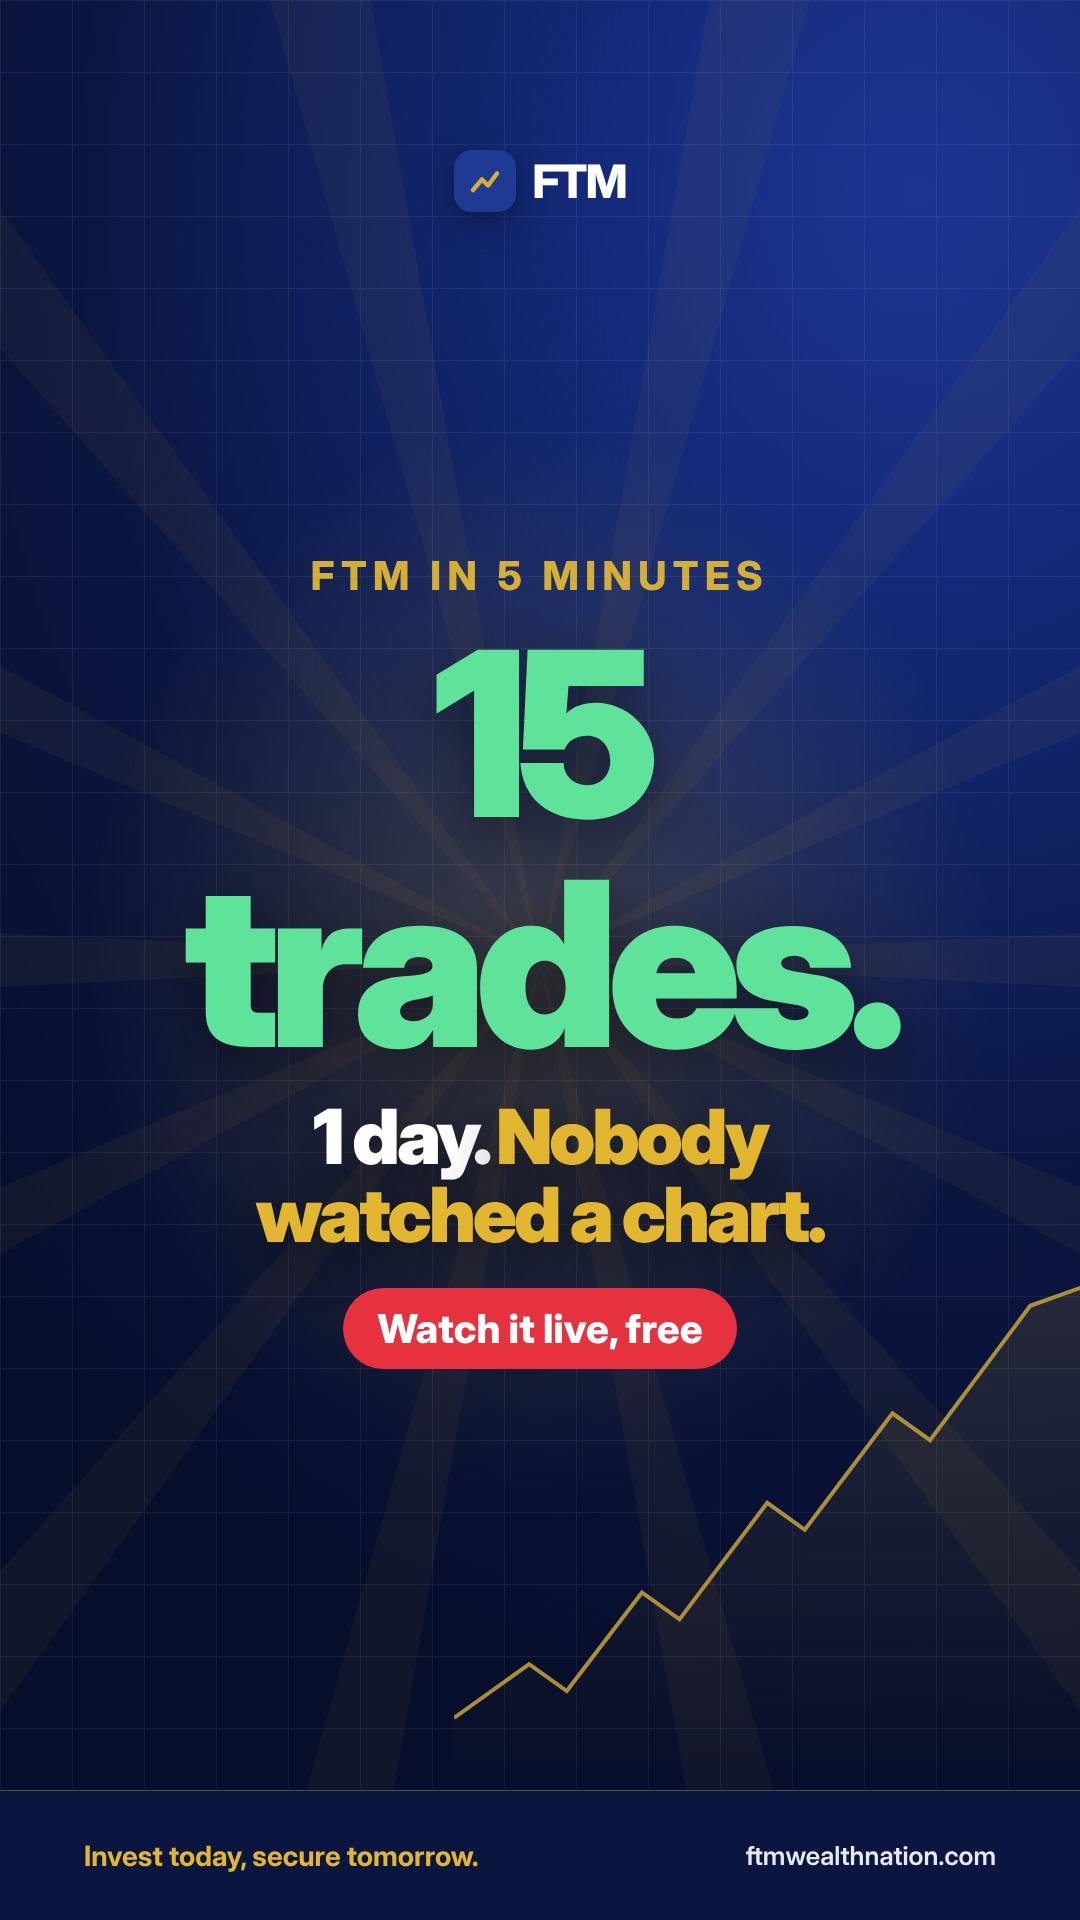 FTM
FTM IN 5 MINUTES
15
trades.
1 day. Nobody
watched a chart.
Watch it live, free
Invest today, secure tomorrow.
ftmwealthnation.com